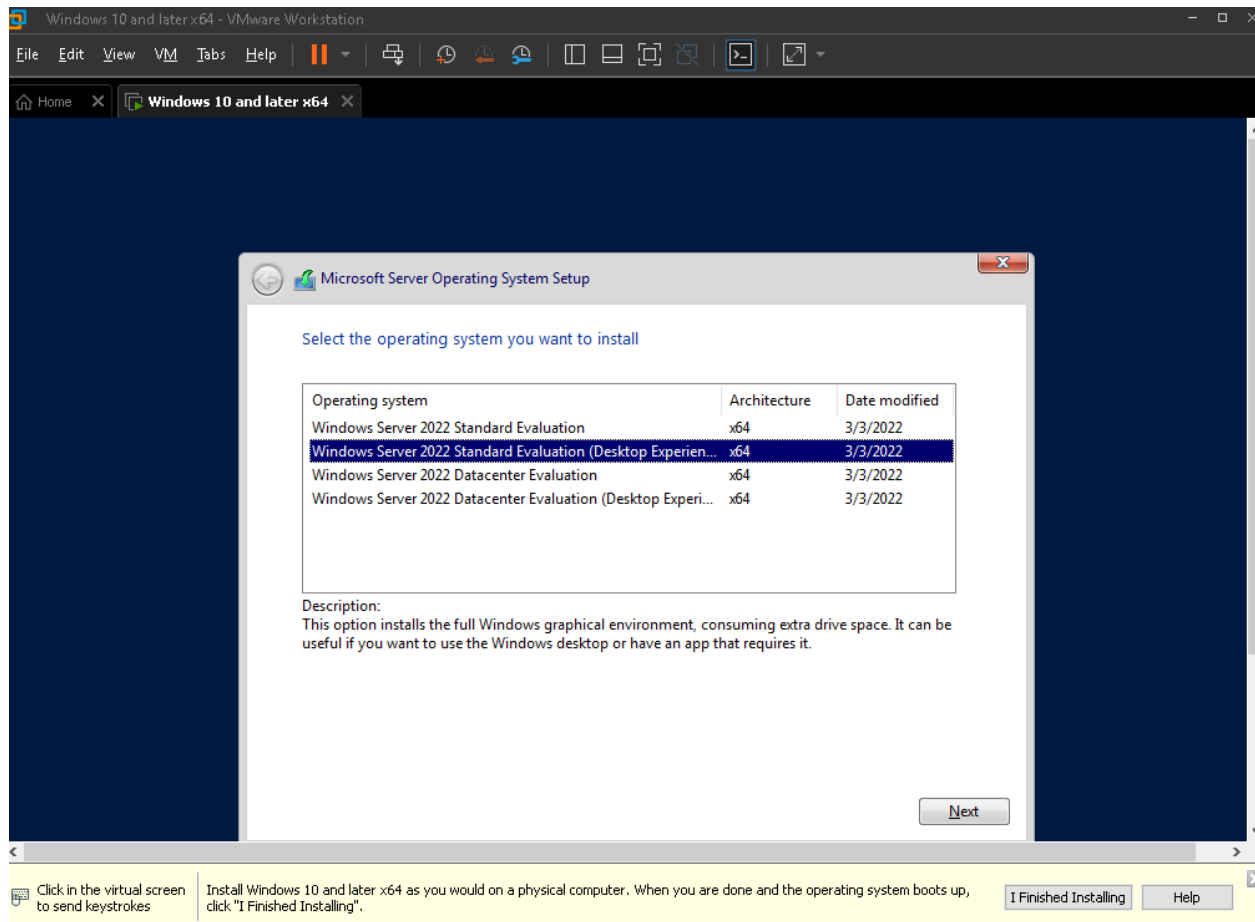 Windows 10 and later x64 - VMware Workstation
File Edit View VM Tabs Help
Home Windows 10 and later x64
Microsoft Server Operating System Setup
Select the operating system you want to install
Operating system Architecture Date modified
Windows Server 2022 Standard Evaluation x64 3/3/2022
Windows Server 2022 Standard Evaluation (Desktop Experien... x64 3/3/2022
Windows Server 2022 Datacenter Evaluation x64 3/3/2022
Windows Server 2022 Datacenter Evaluation (Desktop Experi... x64 3/3/2022
Description:
This option installs the full Windows graphical environment, consuming extra drive space. It can be
useful if you want to use the Windows desktop or have an app that requires it.
Next
Click in the virtual screen
to send keystrokes
Install Windows 10 and later x64 as you would on a physical computer. When you are done and the operating system boots up,
click "I Finished Installing".
I Finished Installing
Help